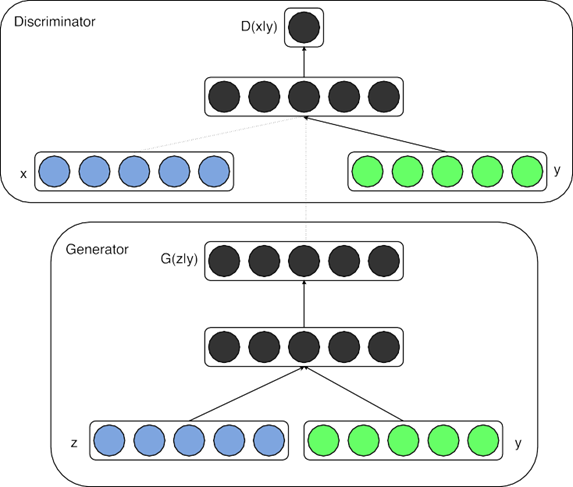 Discriminator
D(x|y)
x
y
Generator
G(z|y)
z
y